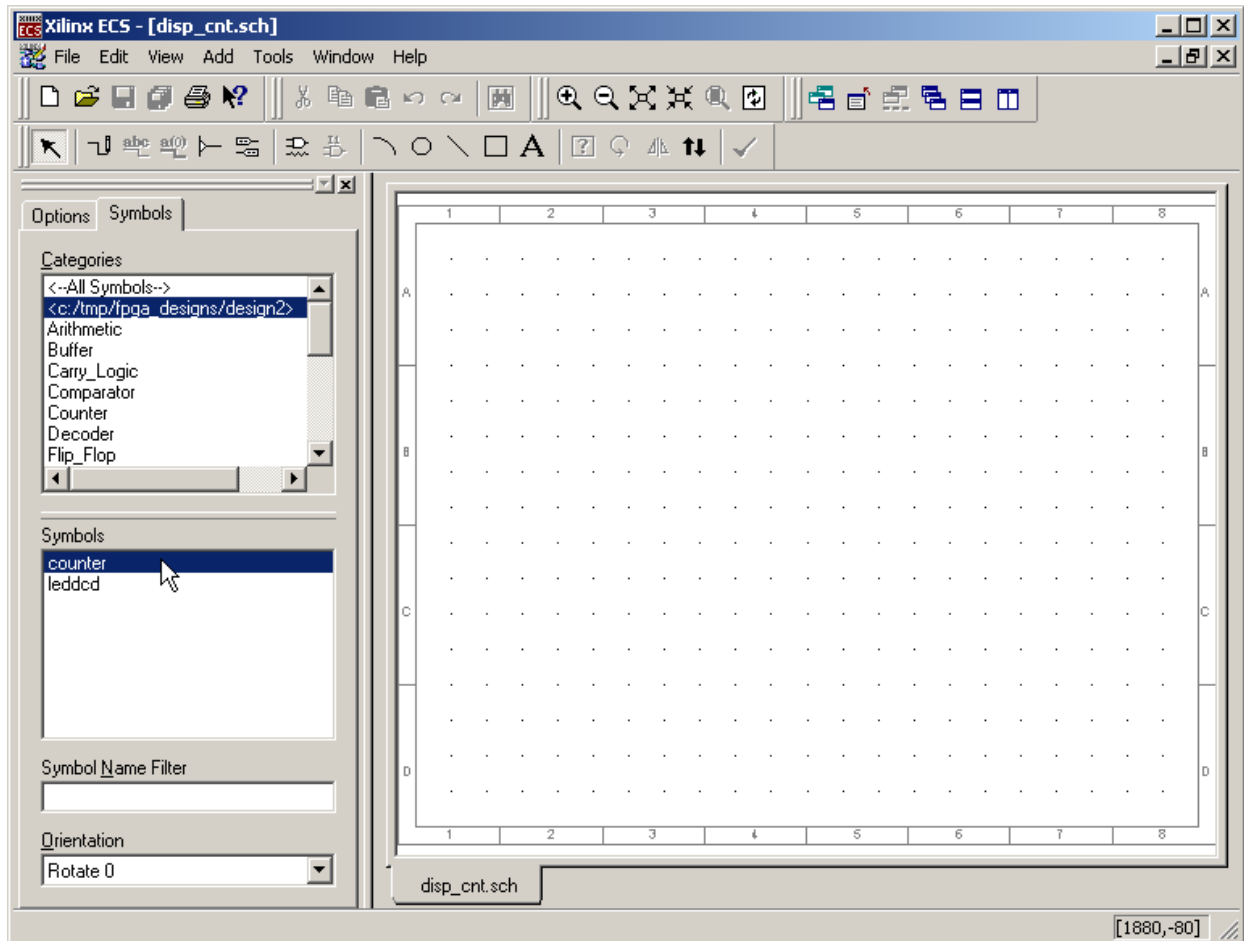 Xilinx ECS - [disp_cnt.sch]
File Edit View Add Tools Window Help
Options Symbols
Categories
<--All Symbols-->
<c:/tmp/fpga_designs/design2>
Arithmetic
Buffer
Carry_Logic
Comparator
Counter
Decoder
Flip_Flop
Symbols
counter
leddcd
Symbol Name Filter
Orientation
Rotate 0
1 2 3 4 5 6 7 8
A A
B B
C C
D D
1 2 3 4 5 6 7 8
disp_cnt.sch
[1880,-80]